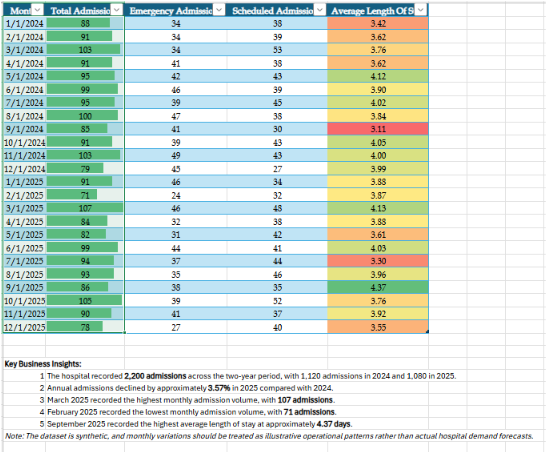 Mon Total Admissio Emergency Admissio Scheduled Admissio Average Length Of S
1/1/2024 88 34 38 3.42
2/1/2024 91 34 39 3.62
3/1/2024 103 34 53 3.76
4/1/2024 91 41 38 3.62
5/1/2024 95 42 43 4.12
6/1/2024 99 46 39 3.90
7/1/2024 95 39 45 4.02
8/1/2024 100 47 38 3.84
9/1/2024 85 41 30 3.11
10/1/2024 91 39 43 4.05
11/1/2024 103 49 43 4.00
12/1/2024 79 45 27 3.99
1/1/2025 91 46 34 3.88
2/1/2025 71 24 32 3.87
3/1/2025 107 46 48 4.13
4/1/2025 84 32 38 3.88
5/1/2025 82 31 42 3.61
6/1/2025 99 44 41 4.03
7/1/2025 94 37 44 3.30
8/1/2025 93 35 46 3.96
9/1/2025 86 38 35 4.37
10/1/2025 105 39 52 3.76
11/1/2025 90 41 37 3.92
12/1/2025 78 27 40 3.55
Key Business Insights:
1 The hospital recorded 2,200 admissions across the two-year period, with 1,120 admissions in 2024 and 1,080 in 2025.
2 Annual admissions declined by approximately 3.57% in 2025 compared with 2024.
3 March 2025 recorded the highest monthly admission volume, with 107 admissions.
4 February 2025 recorded the lowest monthly admission volume, with 71 admissions.
5 September 2025 recorded the highest average length of stay at approximately 4.37 days.
Note: The dataset is synthetic, and monthly variations should be treated as illustrative operational patterns rather than actual hospital demand forecasts.